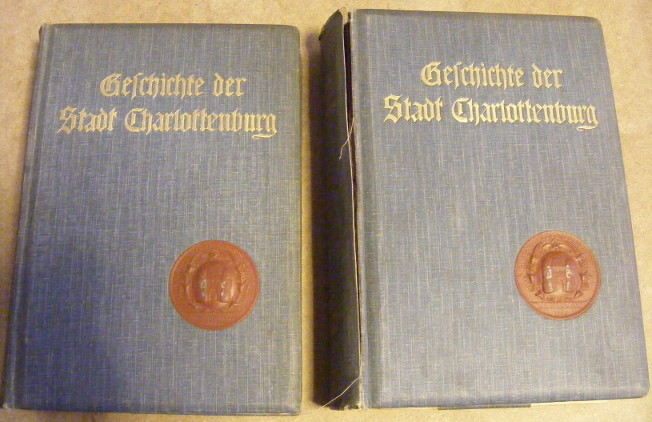 Geschichte der
Stadt Charlottenburg
Geschichte der
Stadt Charlottenburg